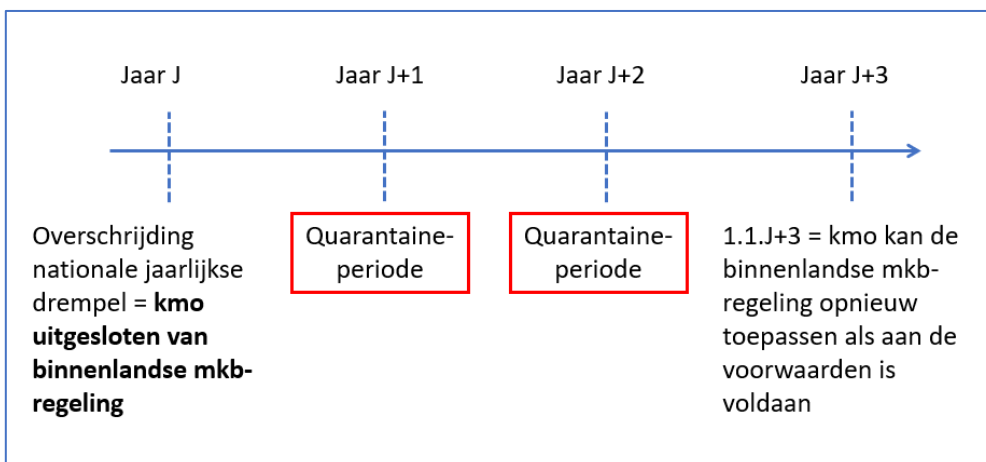 Jaar J
Jaar J+1
Jaar J+2
Jaar J+3
Overschrijding
nationale jaarlijkse
drempel = kmo
uitgesloten van
binnenlandse mkb-
regeling
Quarantaine-
periode
Quarantaine-
periode
1.1.J+3 = kmo kan de
binnenlandse mkb-
regeling opnieuw
toepassen als aan de
voorwaarden is
voldaan